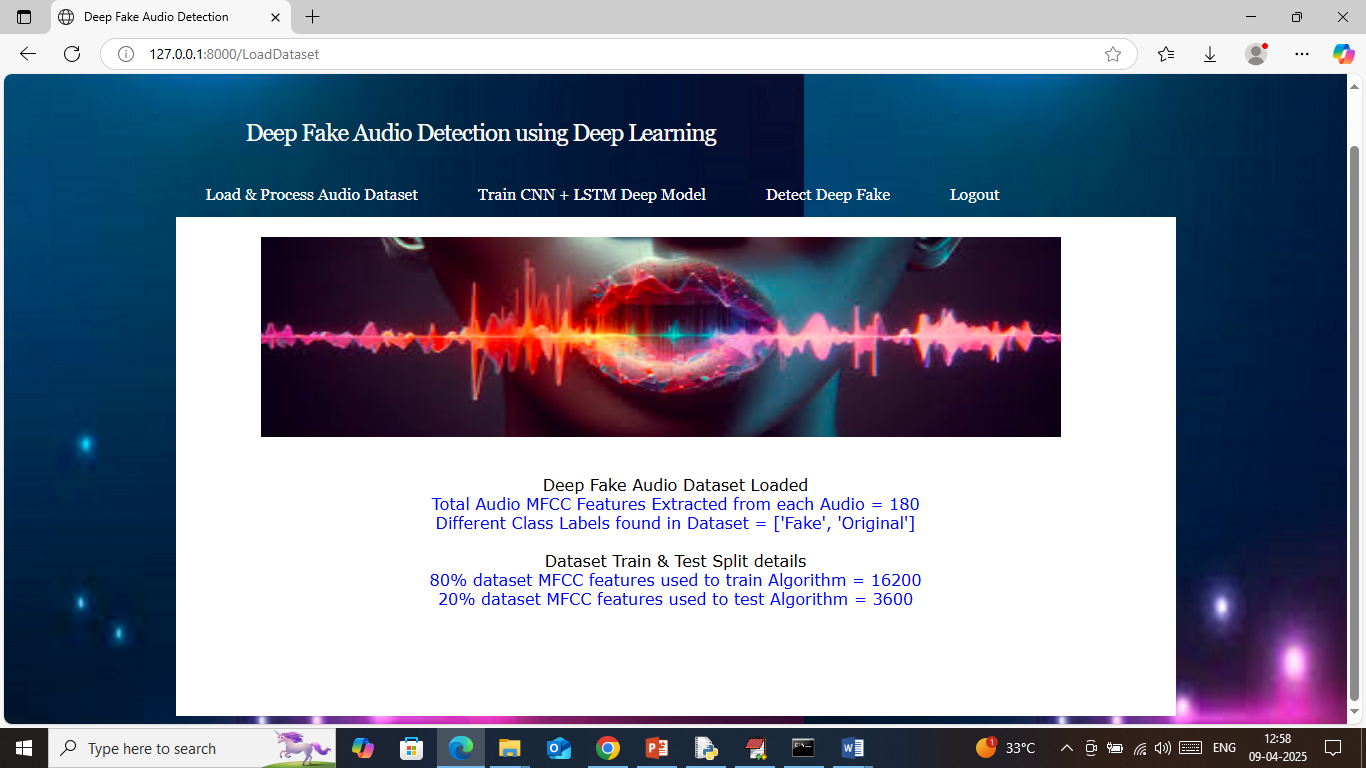 Deep Fake Audio Detection
127.0.0.1:8000/LoadDataset
Deep Fake Audio Detection using Deep Learning
Load & Process Audio Dataset Train CNN + LSTM Deep Model Detect Deep Fake Logout
Deep Fake Audio Dataset Loaded
Total Audio MFCC Features Extracted from each Audio = 180
Different Class Labels found in Dataset = ['Fake', 'Original']
Dataset Train & Test Split details
80% dataset MFCC features used to train Algorithm = 16200
20% dataset MFCC features used to test Algorithm = 3600
Type here to search 1 33°C ENG 12:58
09-04-2025